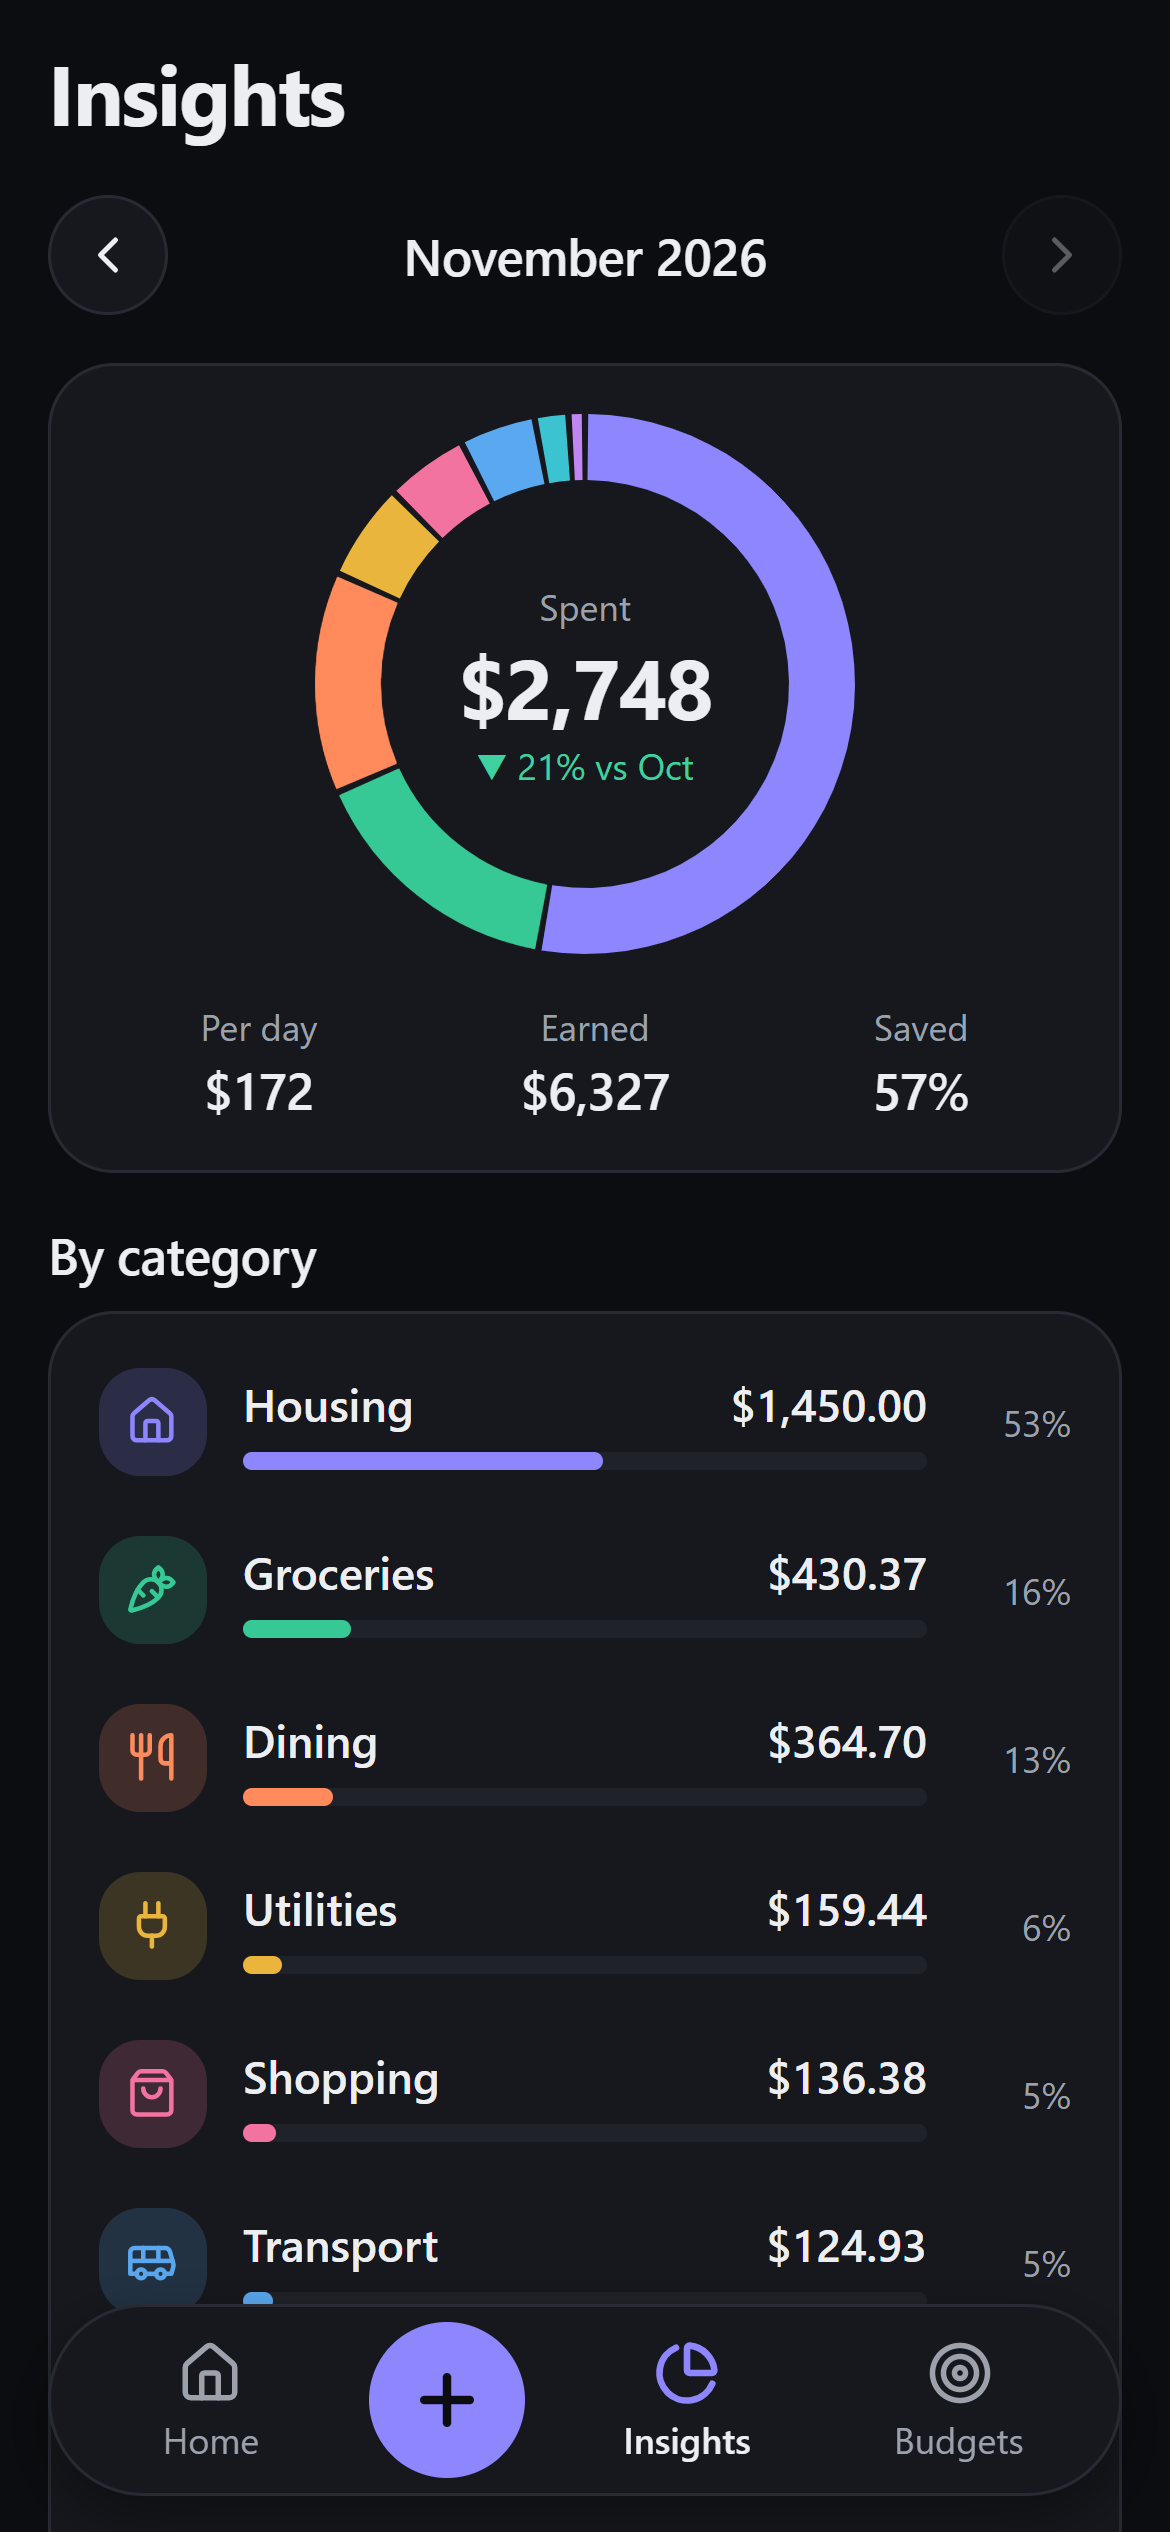 Insights
November 2026
Spent
$2,748
▼ 21% vs Oct
Per day Earned Saved
$172 $6,327 57%
By category
Housing $1,450.00 53%
Groceries $430.37 16%
Dining $364.70 13%
Utilities $159.44 6%
Shopping $136.38 5%
Transport $124.93 5%
Home Insights Budgets